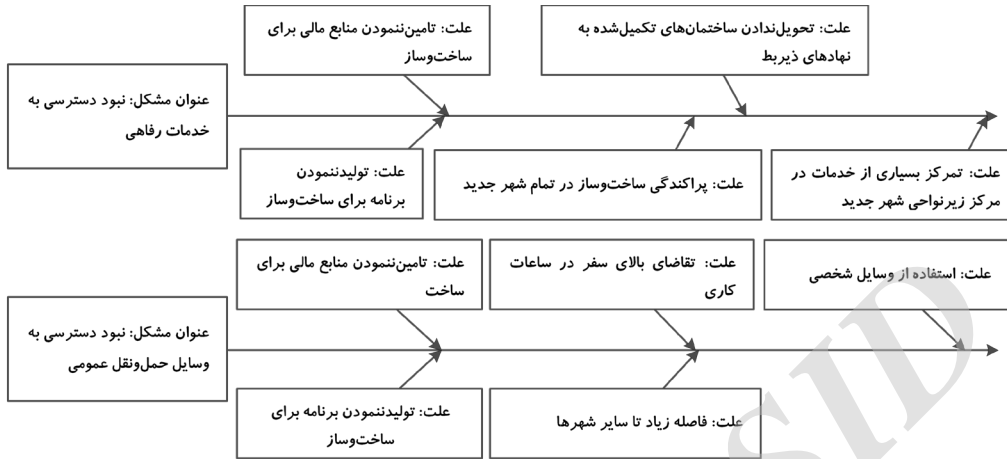 علت: تامین‌ننمودن منابع مالی برای
ساخت‌وساز
علت: تحویل‌ندادن ساختمان‌های تکمیل‌شده به
نهادهای ذیربط
عنوان مشکل: نبود دسترسی به
خدمات رفاهی
علت: تولیدننمودن
برنامه برای ساخت‌وساز
علت: پراکندگی ساخت‌وساز در تمام شهر جدید
علت: تمرکز بسیاری از خدمات در
مرکز زیرنواحی شهر جدید
علت: تامین‌ننمودن منابع مالی برای
ساخت
علت: تقاضای بالای سفر در ساعات
کاری
علت: استفاده از وسایل شخصی
عنوان مشکل: نبود دسترسی به
وسایل حمل‌ونقل عمومی
علت: تولیدننمودن برنامه برای
ساخت‌وساز
علت: فاصله زیاد تا سایر شهرها
SID